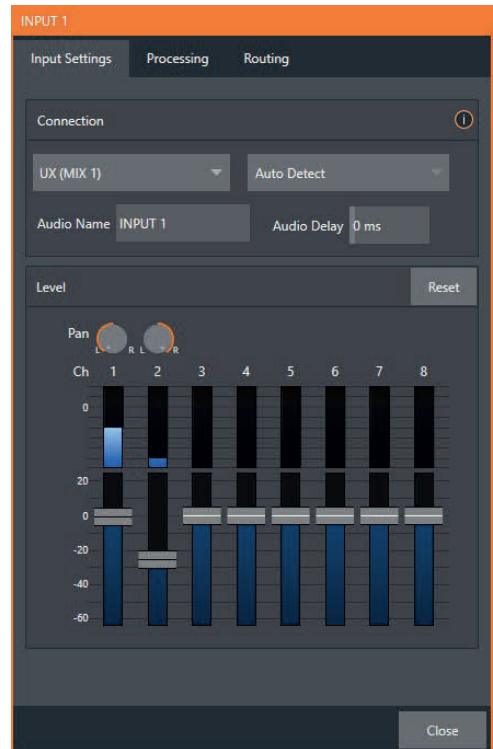 INPUT 1
Input Settings Processing Routing
Connection
UX (MIX 1) Auto Detect
Audio Name INPUT 1 Audio Delay 0 ms
Level Reset
Pan L R L R
Ch 1 2 3 4 5 6 7 8
0
20
0
-20
-40
-60
Close